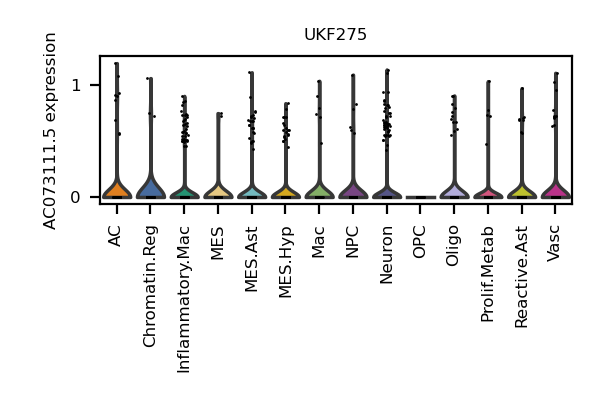 UKF275
AC073111.5 expression
1
0
AC
Chromatin.Reg
Inflammatory.Mac
MES
MES.Ast
MES.Hyp
Mac
NPC
Neuron
OPC
Oligo
Prolif.Metab
Reactive.Ast
Vasc